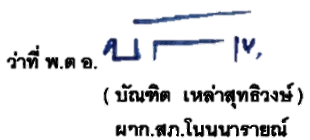 ว่าที่ พ.ต อ.
( บัณฑิต เหล่าสุทธิวงษ์ )
ผกก.สภ.โนนนารายณ์